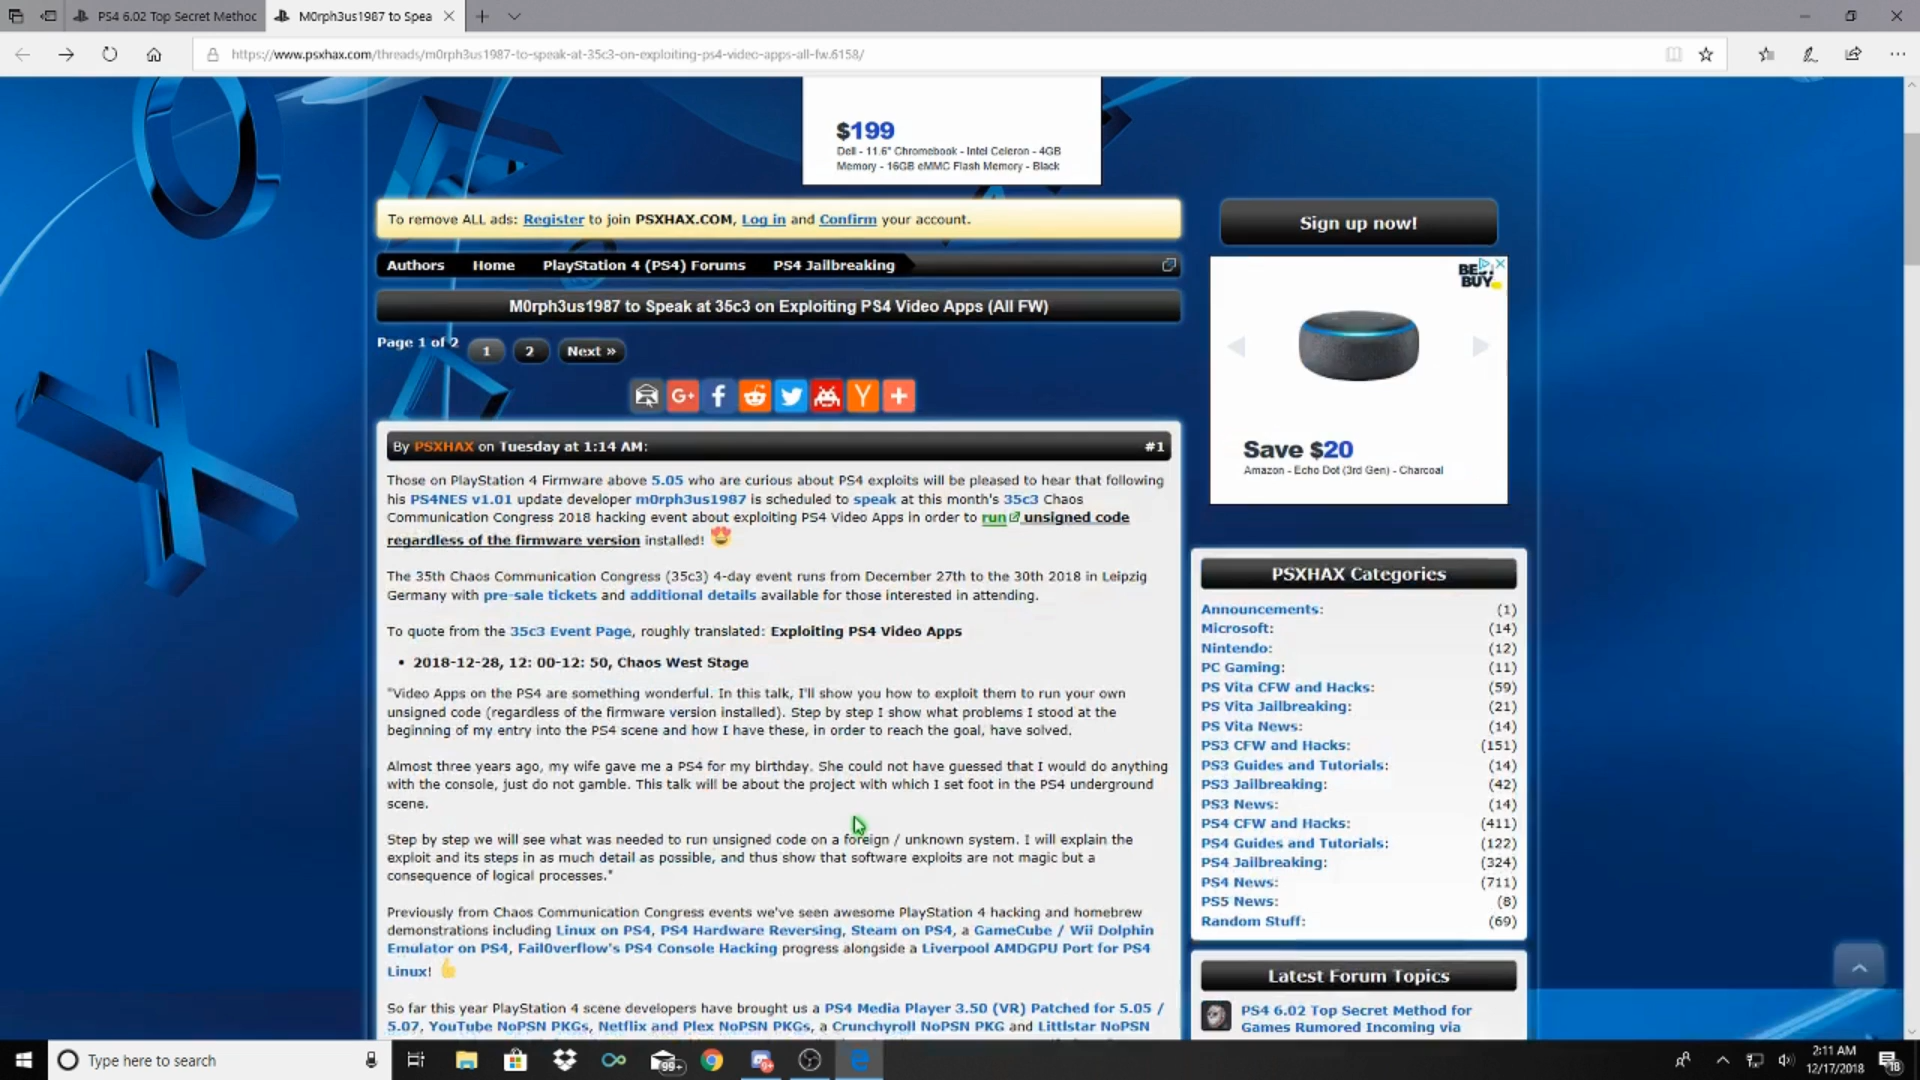 PS4 6.02 Top Secret Method
M0rph3us1987 to Spea
https://www.psxhax.com/threads/m0rph3us1987-to-speak-at-35c3-on-exploiting-ps4-video-apps-all-fw.6158/
$199
Dell - 11.6" Chromebook - Intel Celeron - 4GB
Memory - 16GB eMMC Flash Memory - Black
To remove ALL ads: Register to join PSXHAX.COM, Log in and Confirm your account.
Sign up now!
Authors Home PlayStation 4 (PS4) Forums PS4 Jailbreaking
M0rph3us1987 to Speak at 35c3 on Exploiting PS4 Video Apps (All FW)
Page 1 of 2 1 2 Next »
G+ f Y +
BEST
BUY
Save $20
Amazon - Echo Dot (3rd Gen) - Charcoal
By PSXHAX on Tuesday at 1:14 AM: #1
Those on PlayStation 4 Firmware above 5.05 who are curious about PS4 exploits will be pleased to hear that following
his PS4NES v1.01 update developer m0rph3us1987 is scheduled to speak at this month's 35c3 Chaos
Communication Congress 2018 hacking event about exploiting PS4 Video Apps in order to run unsigned code
regardless of the firmware version installed!
The 35th Chaos Communication Congress (35c3) 4-day event runs from December 27th to the 30th 2018 in Leipzig
Germany with pre-sale tickets and additional details available for those interested in attending.
To quote from the 35c3 Event Page, roughly translated: Exploiting PS4 Video Apps
• 2018-12-28, 12: 00-12: 50, Chaos West Stage
"Video Apps on the PS4 are something wonderful. In this talk, I'll show you how to exploit them to run your own
unsigned code (regardless of the firmware version installed). Step by step I show what problems I stood at the
beginning of my entry into the PS4 scene and how I have these, in order to reach the goal, have solved.
Almost three years ago, my wife gave me a PS4 for my birthday. She could not have guessed that I would do anything
with the console, just do not gamble. This talk will be about the project with which I set foot in the PS4 underground
scene.
Step by step we will see what was needed to run unsigned code on a foreign / unknown system. I will explain the
exploit and its steps in as much detail as possible, and thus show that software exploits are not magic but a
consequence of logical processes."
Previously from Chaos Communication Congress events we've seen awesome PlayStation 4 hacking and homebrew
demonstrations including Linux on PS4, PS4 Hardware Reversing, Steam on PS4, a GameCube / Wii Dolphin
Emulator on PS4, Fail0verflow's PS4 Console Hacking progress alongside a Liverpool AMDGPU Port for PS4
Linux!
So far this year PlayStation 4 scene developers have brought us a PS4 Media Player 3.50 (VR) Patched for 5.05 /
5.07, YouTube NoPSN PKGs, Netflix and Plex NoPSN PKGs, a Crunchyroll NoPSN PKG and Littlstar NoPSN
PSXHAX Categories
Announcements: (1)
Microsoft: (14)
Nintendo: (12)
PC Gaming: (11)
PS Vita CFW and Hacks: (59)
PS Vita Jailbreaking: (21)
PS Vita News: (14)
PS3 CFW and Hacks: (151)
PS3 Guides and Tutorials: (14)
PS3 Jailbreaking: (42)
PS3 News: (14)
PS4 CFW and Hacks: (411)
PS4 Guides and Tutorials: (122)
PS4 Jailbreaking: (324)
PS4 News: (711)
PS5 News: (8)
Random Stuff: (69)
Latest Forum Topics
PS4 6.02 Top Secret Method for
Games Rumored Incoming via
Type here to search
99+
2:11 AM
12/17/2018
18